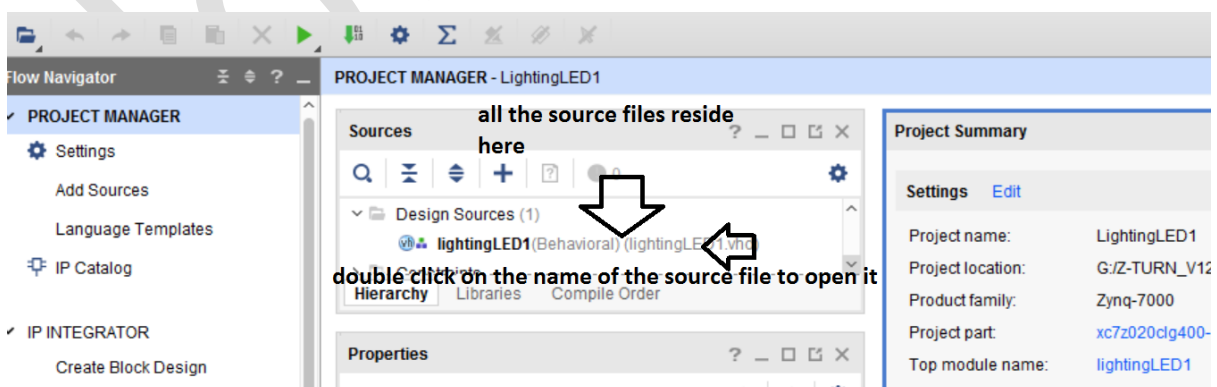 Flow Navigator
PROJECT MANAGER
Settings
Add Sources
Language Templates
IP Catalog
IP INTEGRATOR
Create Block Design
PROJECT MANAGER - LightingLED1
Sources
all the source files reside
here
Design Sources (1)
lightingLED1(Behavioral) (lightingLED1.vhd)
Constraints
double click on the name of the source file to open it
Hierarchy Libraries Compile Order
Properties
Project Summary
Settings Edit
Project name: LightingLED1
Project location: G:/Z-TURN_V12
Product family: Zynq-7000
Project part: xc7z020clg400-
Top module name: lightingLED1